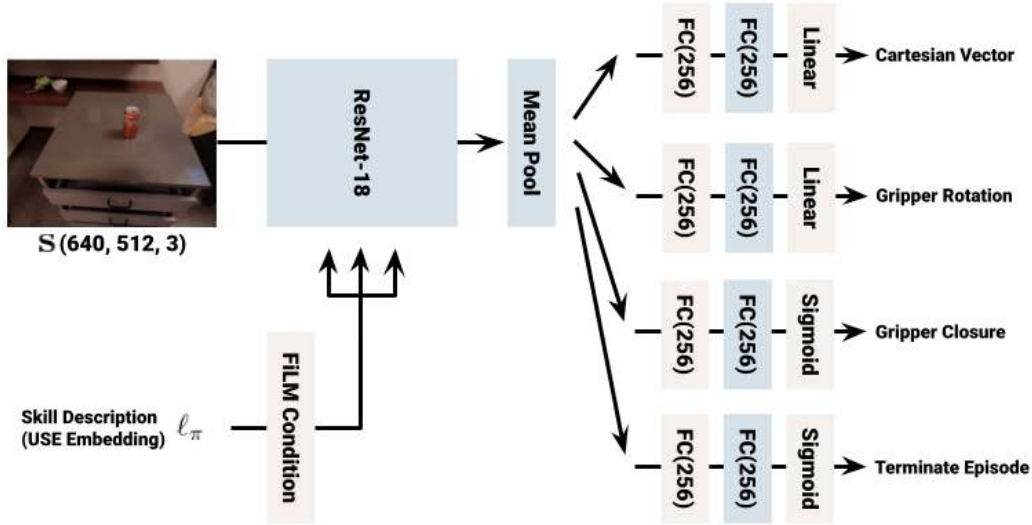 ResNet-18
Mean Pool
S (640, 512, 3)
Skill Description
(USE Embedding) ℓπ
FiLM Condition
FC(256) FC(256) Linear Cartesian Vector
FC(256) FC(256) Linear Gripper Rotation
FC(256) FC(256) Sigmoid Gripper Closure
FC(256) FC(256) Sigmoid Terminate Episode